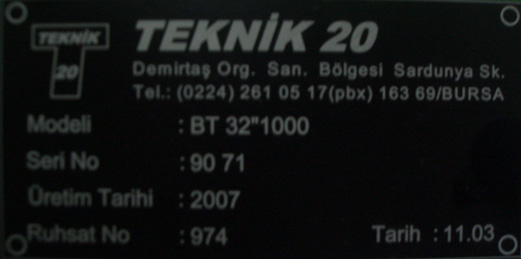 TEKNİK 20
TEKNİK 20
Demirtaş Org. San. Bölgesi Sardunya Sk.
Tel.: (0224) 261 05 17(pbx) 163 69/BURSA
Modeli : BT 32"1000
Seri No : 90 71
Üretim Tarihi : 2007
Ruhsat No : 974 Tarih : 11.03